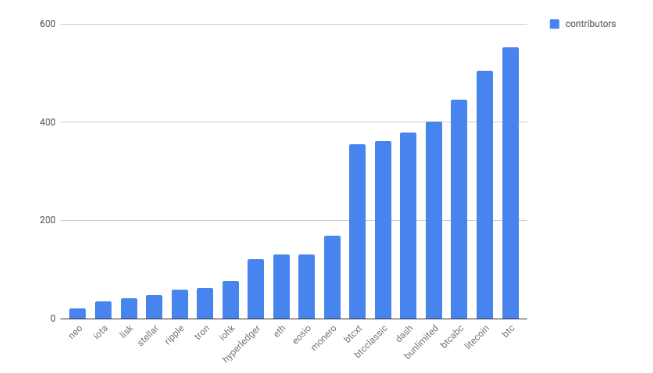 600
contributors
400
200
0
neo
iota
lisk
stellar
ripple
tron
iohk
hyperledger
eth
eosio
monero
btcxt
btcclassic
dash
bunlimited
btcabc
litecoin
btc